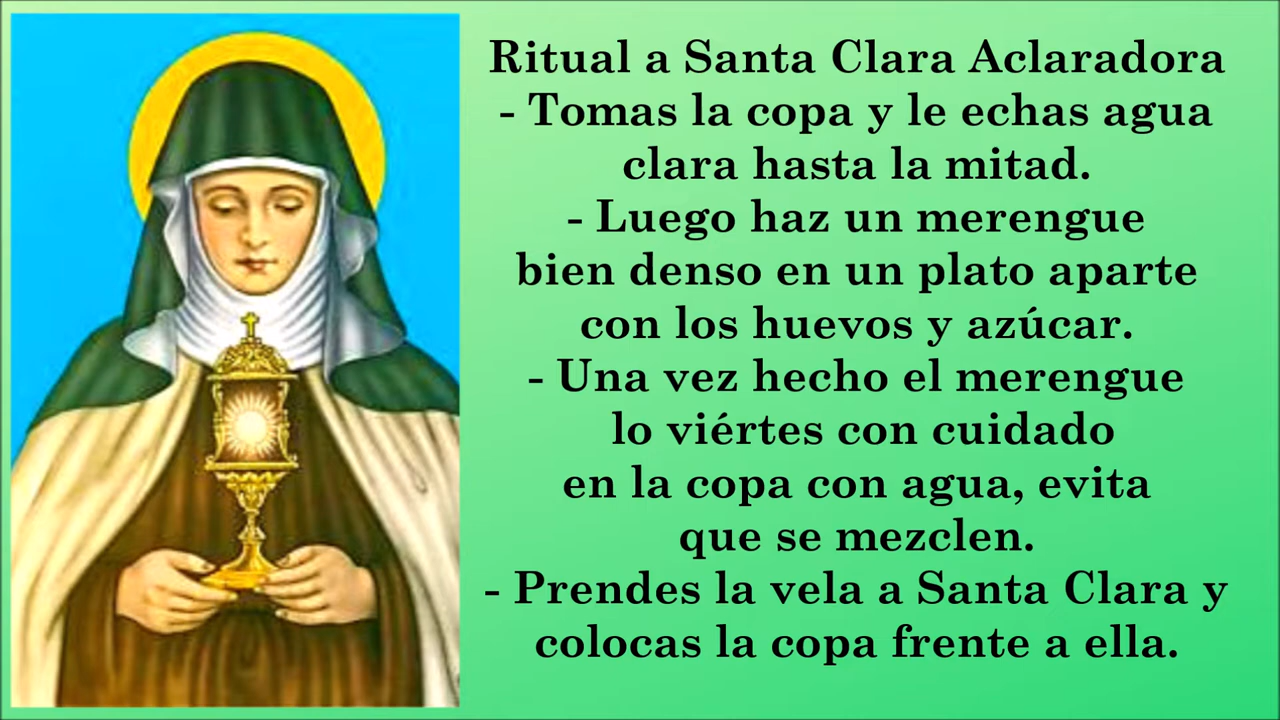 Ritual a Santa Clara Aclaradora
- Tomas la copa y le echas agua
clara hasta la mitad.
- Luego haz un merengue
bien denso en un plato aparte
con los huevos y azúcar.
- Una vez hecho el merengue
lo viértes con cuidado
en la copa con agua, evita
que se mezclen.
- Prendes la vela a Santa Clara y
colocas la copa frente a ella.